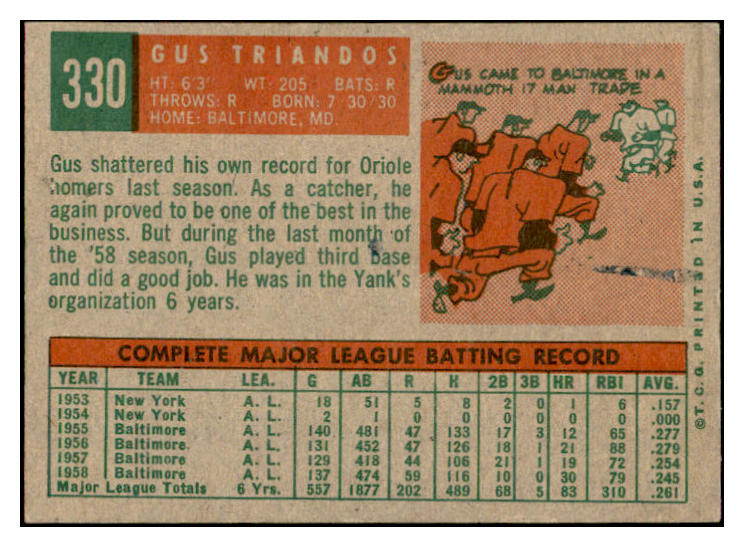 330
GUS TRIANDOS
HT: 6'3" WT: 205 BATS: R
THROWS: R BORN: 7/30/30
HOME: BALTIMORE, MD.
GUS CAME TO BALTIMORE IN A
MAMMOTH 17 MAN TRADE
Gus shattered his own record for Oriole
homers last season. As a catcher, he
again proved to be one of the best in the
business. But during the last month of
the '58 season, Gus played third base
and did a good job. He was in the Yank's
organization 6 years.
COMPLETE MAJOR LEAGUE BATTING RECORD
YEAR TEAM LEA. G AB R H 2B 3B HR RBI AVG.
1953 New York A. L. 18 51 5 8 2 0 1 6 .157
1954 New York A. L. 2 1 0 0 0 0 0 0 .000
1955 Baltimore A. L. 140 481 47 133 17 3 12 65 .277
1956 Baltimore A. L. 131 452 47 126 18 1 21 88 .279
1957 Baltimore A. L. 129 418 44 106 21 1 19 72 .254
1958 Baltimore A. L. 137 474 59 116 10 0 30 79 .245
Major League Totals 6 Yrs. 557 1877 202 489 68 5 83 310 .261
©T.C.G. PRINTED IN U.S.A.